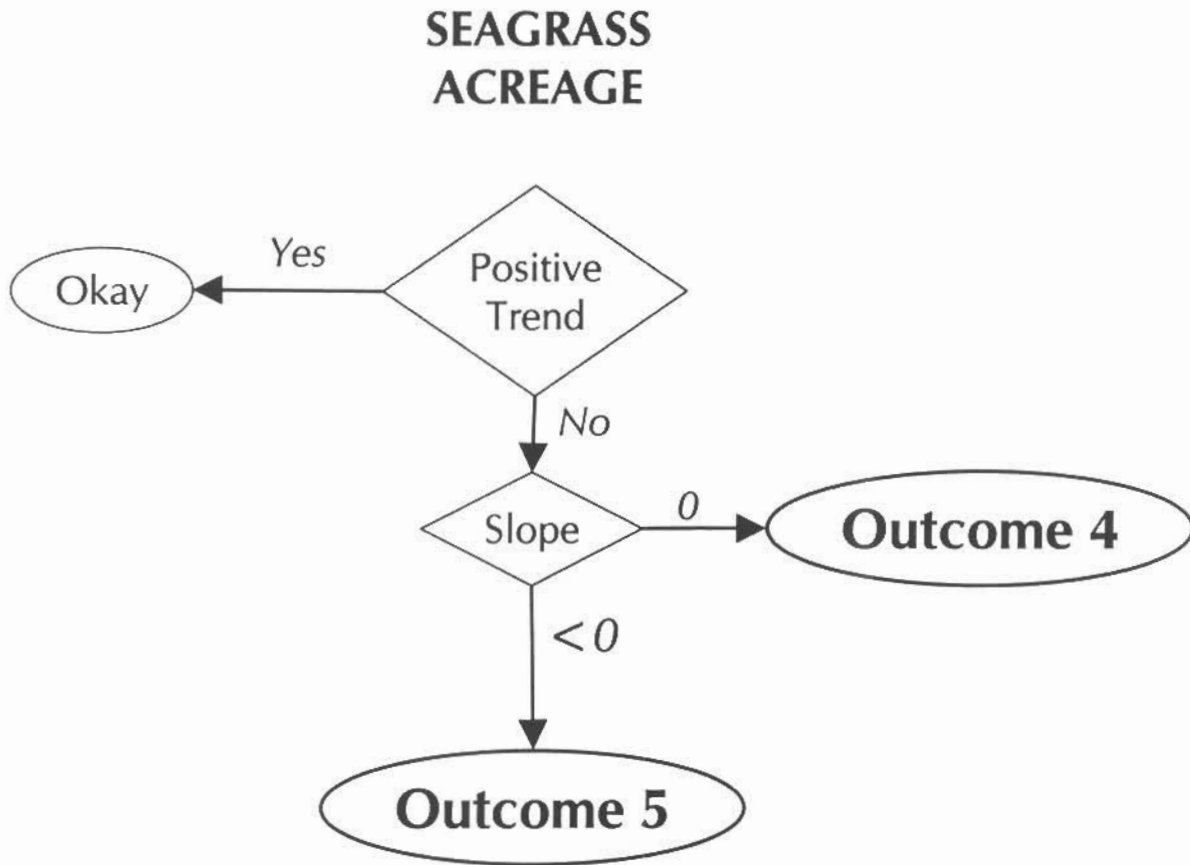 SEAGRASS
ACREAGE
Yes
Okay
Positive
Trend
No
Slope
0
Outcome 4
<0
Outcome 5